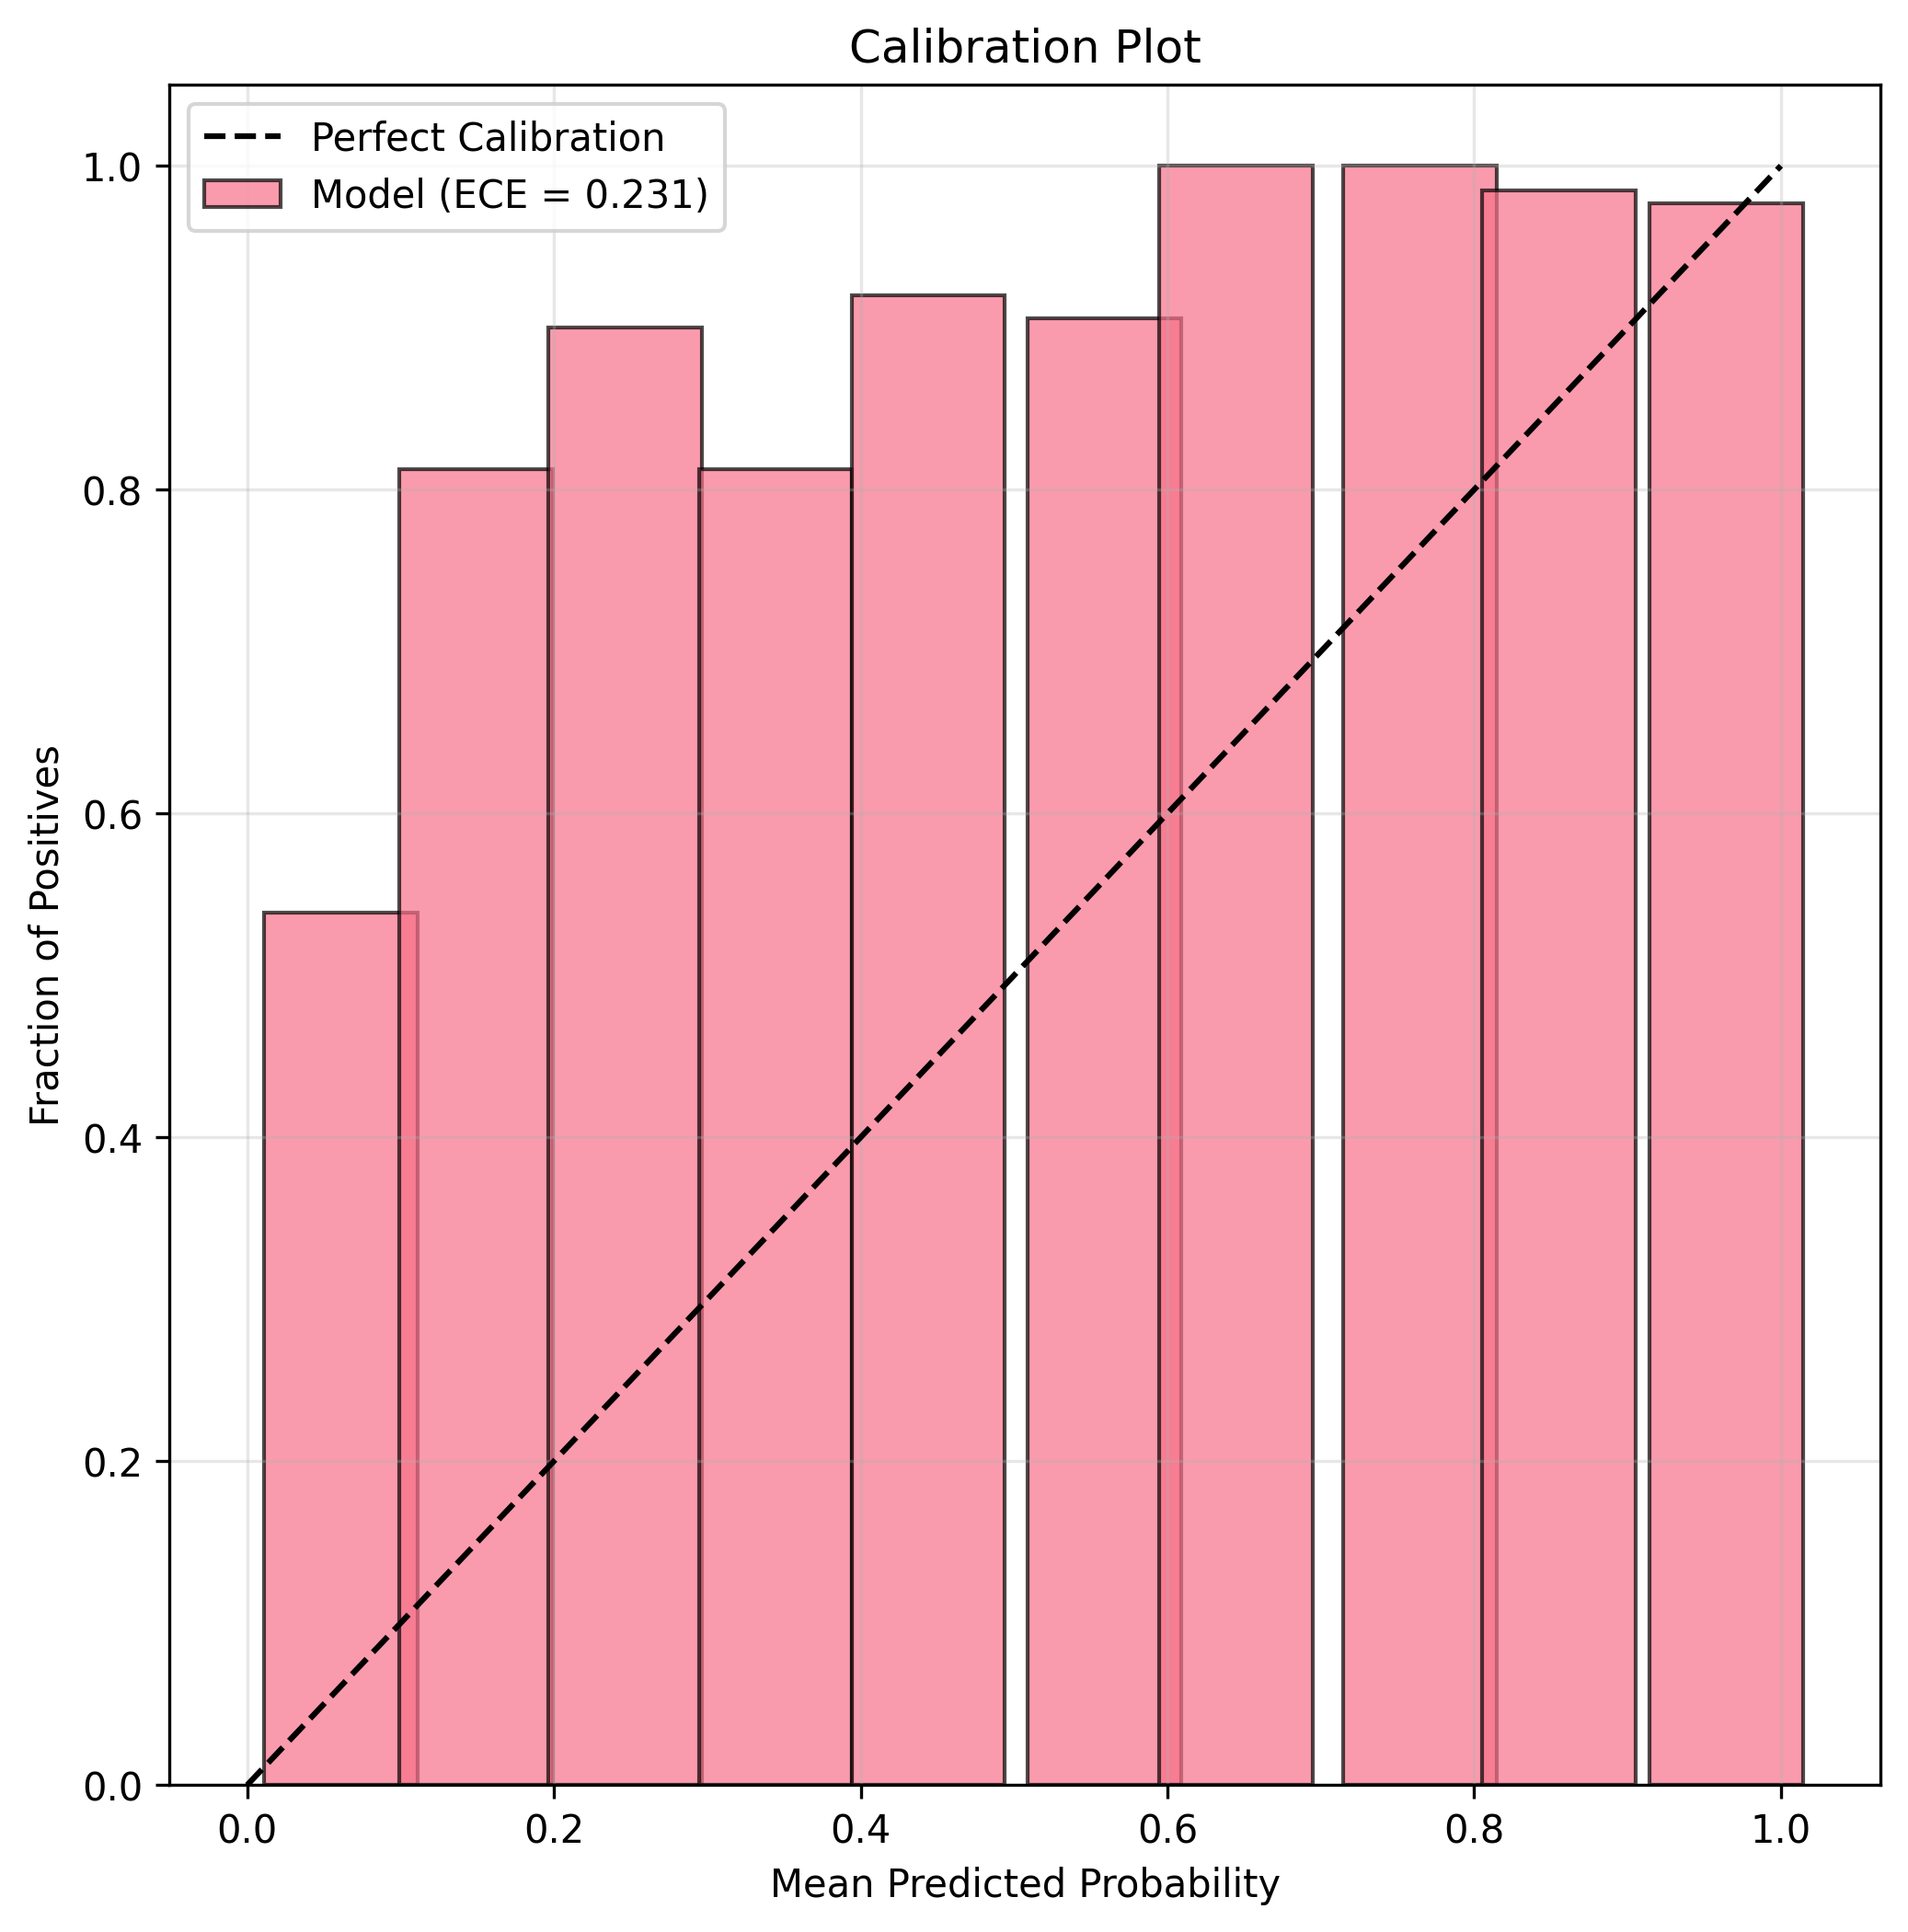 Calibration Plot
Perfect Calibration
Model (ECE = 0.231)
Fraction of Positives
1.0
0.8
0.6
0.4
0.2
0.0
0.0 0.2 0.4 0.6 0.8 1.0
Mean Predicted Probability